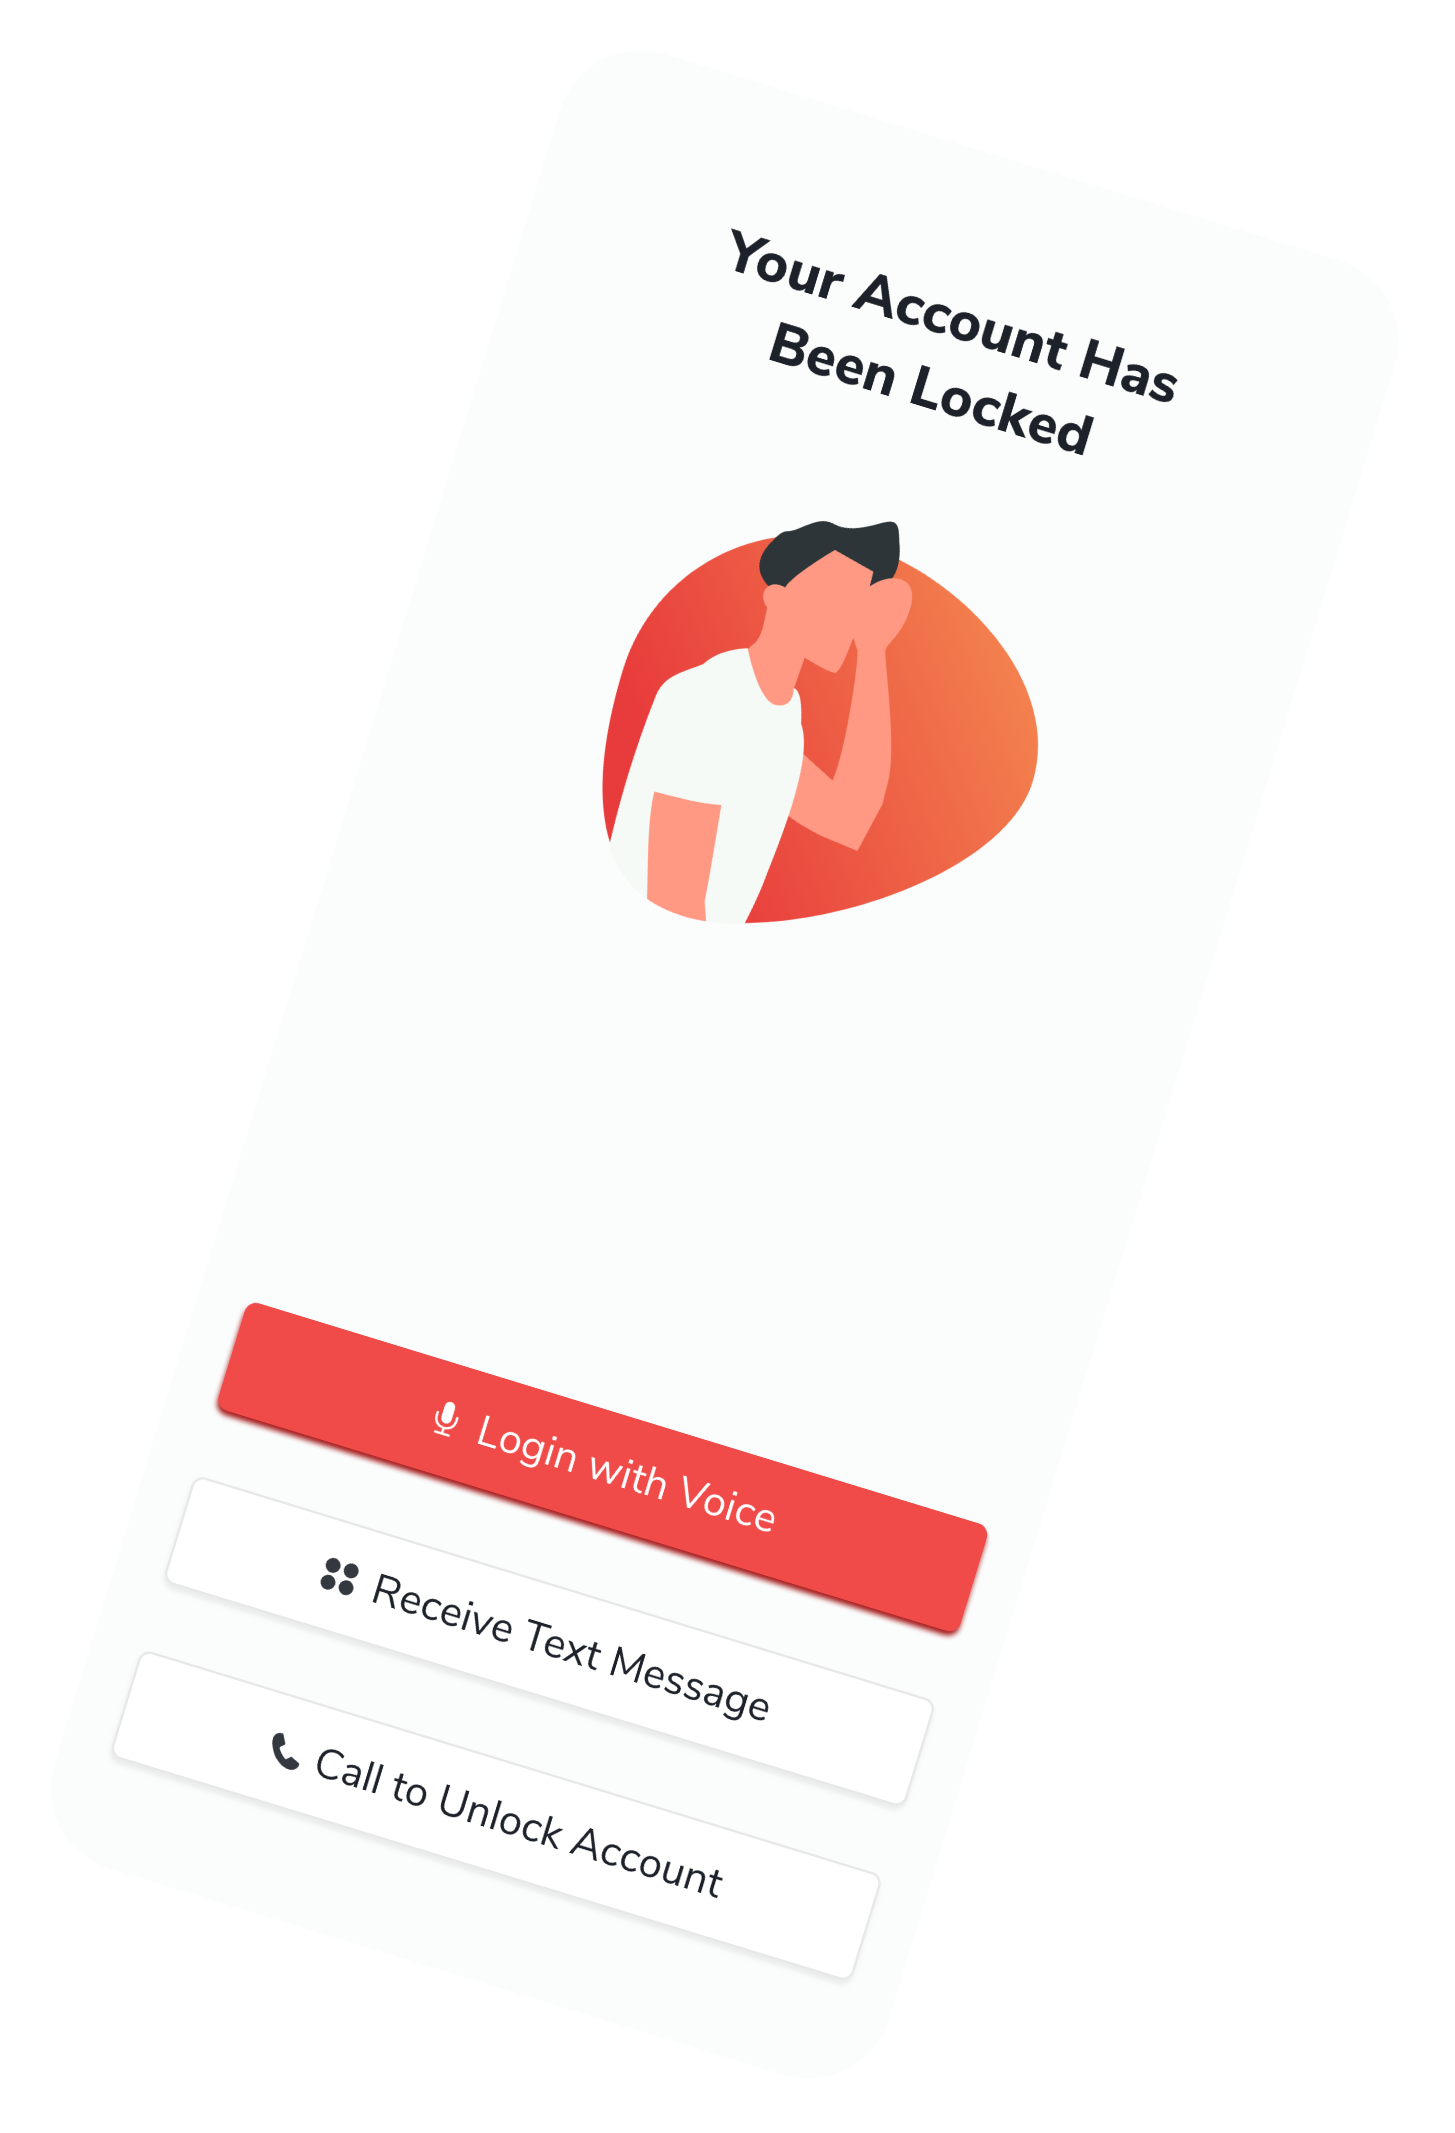 Your Account Has
Been Locked
Login with Voice
Receive Text Message
Call to Unlock Account